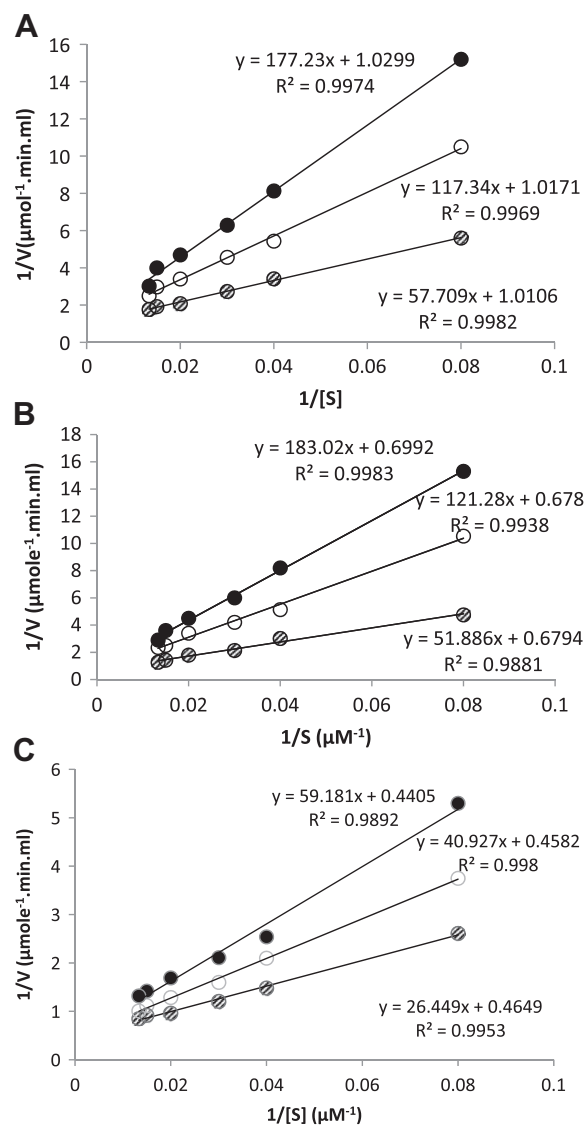 A
16
14
12
10
8
6
4
2
0
1/V(µmol⁻¹.min.ml)
y = 177.23x + 1.0299
R² = 0.9974
y = 117.34x + 1.0171
R² = 0.9969
57.709x + 1.0106
R² = 0.9982
0 0.02 0.04 0.06 0.08 0.1
1/[S]
B
18
16
14
12
10
8
6
4
2
0
1/V (µmole⁻¹.min.ml)
y = 183.02x + 0.6992
R² = 0.9983
y = 121.28x + 0.678
R² = 0.9938
51.886x + 0.6794
R² = 0.9881
0 0.02 0.04 0.06 0.08 0.1
1/S (µM⁻¹)
C
6
5
4
3
2
1
0
1/V (µmole⁻¹.min.ml)
y = 59.181x + 0.4405
R² = 0.9892
y = 40.927x + 0.4582
R² = 0.998
26.449x + 0.4649
R² = 0.9953
0 0.02 0.04 0.06 0.08 0.1
1/[S] (µM⁻¹)